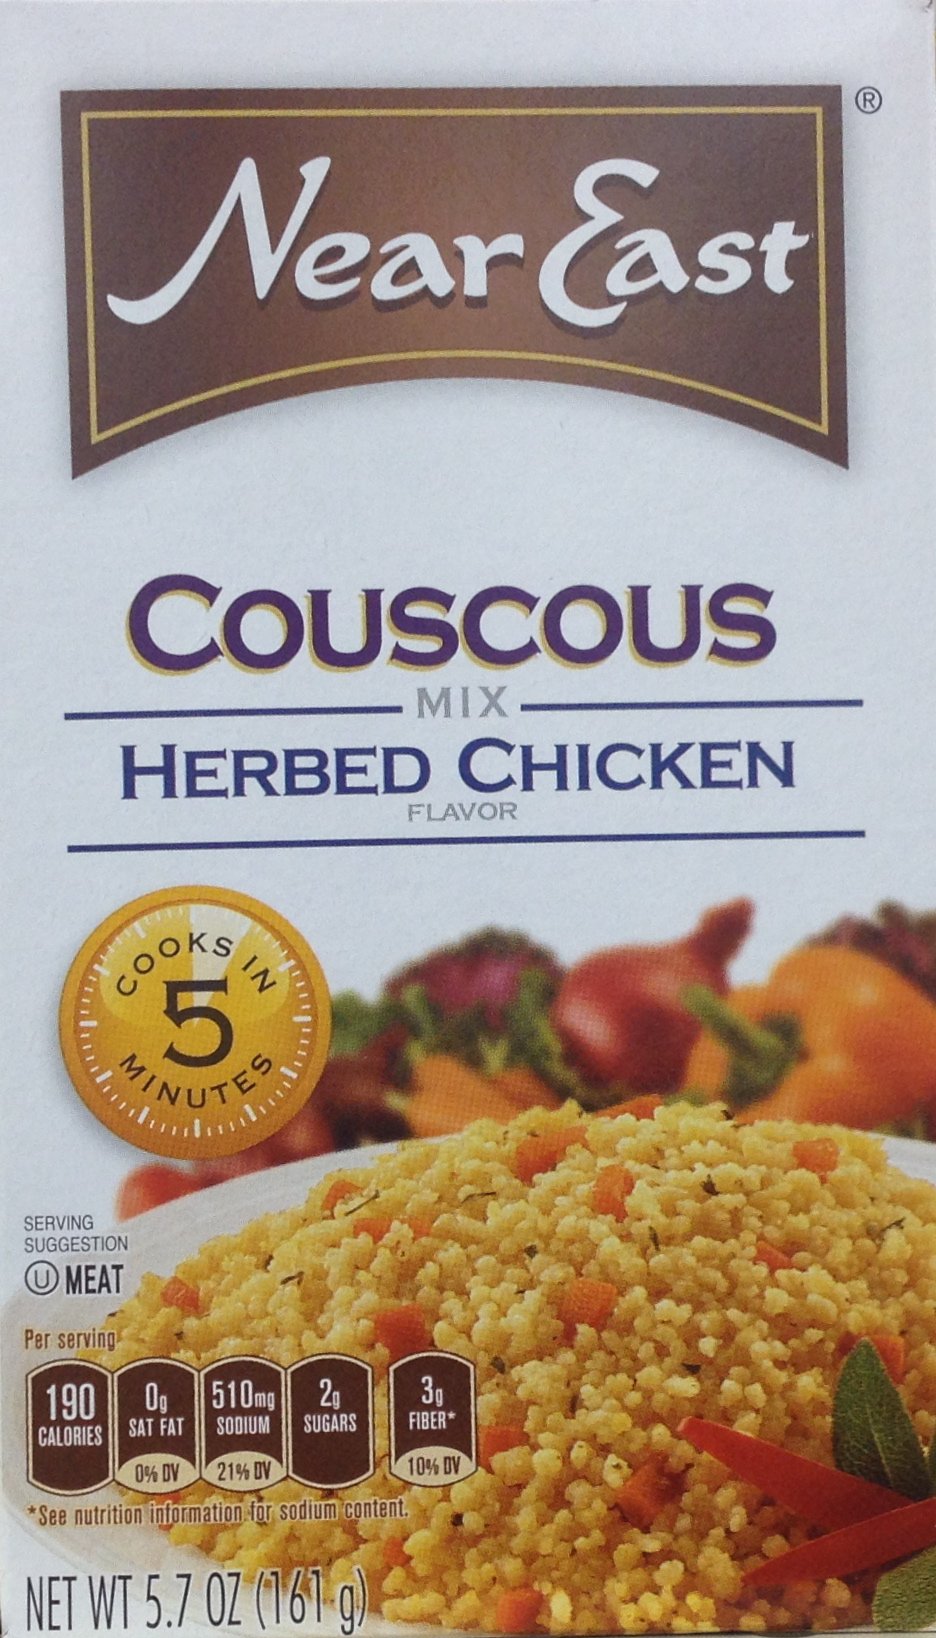 Near East ®
COUSCOUS
MIX
HERBED CHICKEN
FLAVOR
COOKS IN
5
MINUTES
SERVING
SUGGESTION
Ⓤ MEAT
Per serving
190 CALORIES
0g SAT FAT 0% DV
510mg SODIUM 21% DV
2g SUGARS
3g FIBER* 10% DV
*See nutrition information for sodium content.
NET WT 5.7 OZ (161 g)